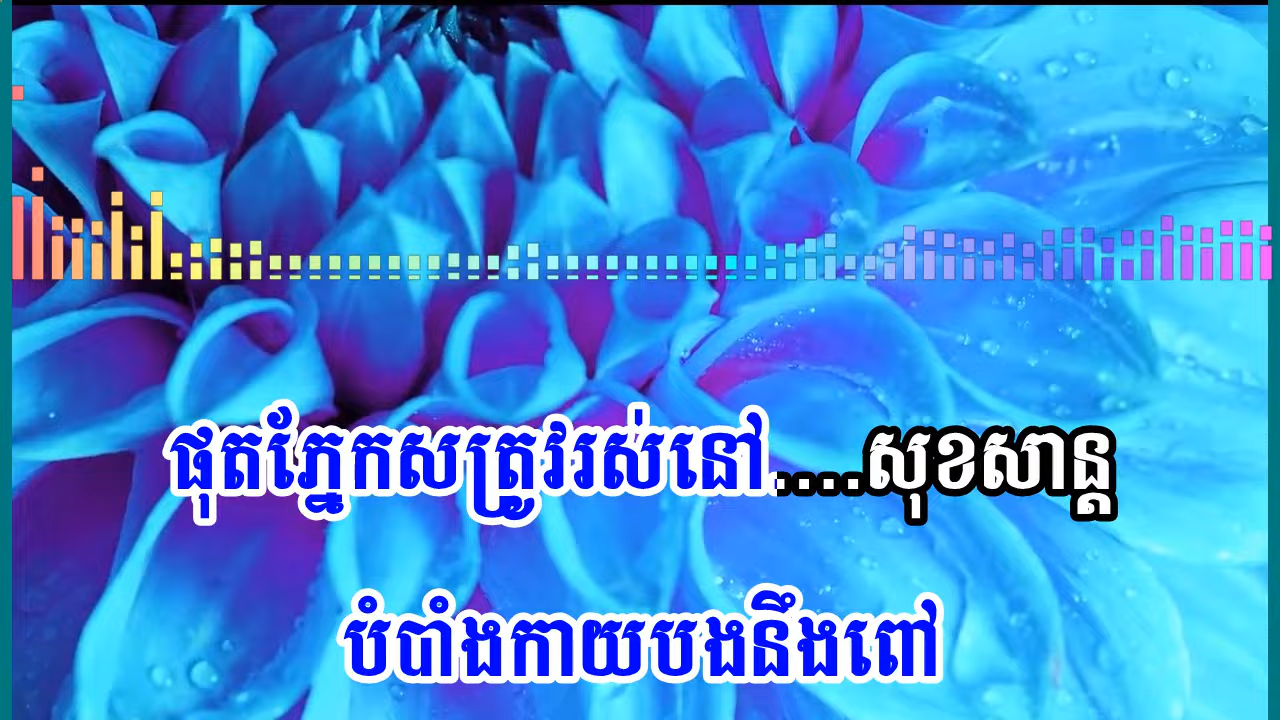 ផុតភ្នែកសត្រូវរស់នៅ....សុខសាន្ត
បំបាំងកាយបងនឹងពៅ